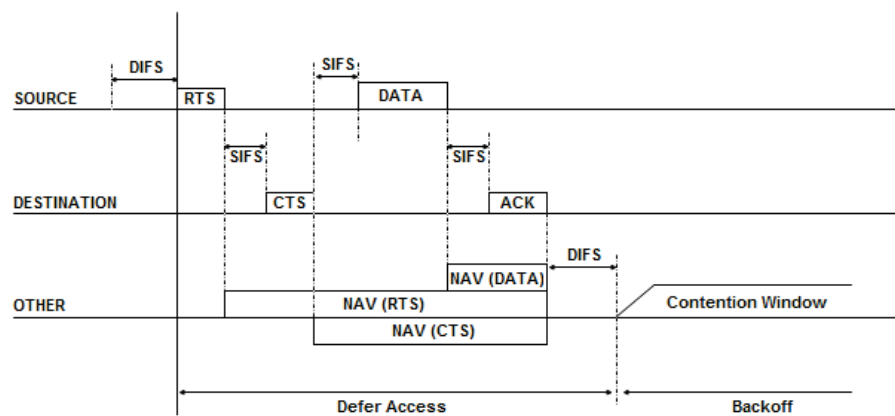 DIFS
SIFS
SOURCE
RTS
DATA
SIFS
SIFS
DESTINATION
CTS
ACK
DIFS
NAV (DATA)
OTHER
NAV (RTS)
Contention Window
NAV (CTS)
Defer Access
Backoff